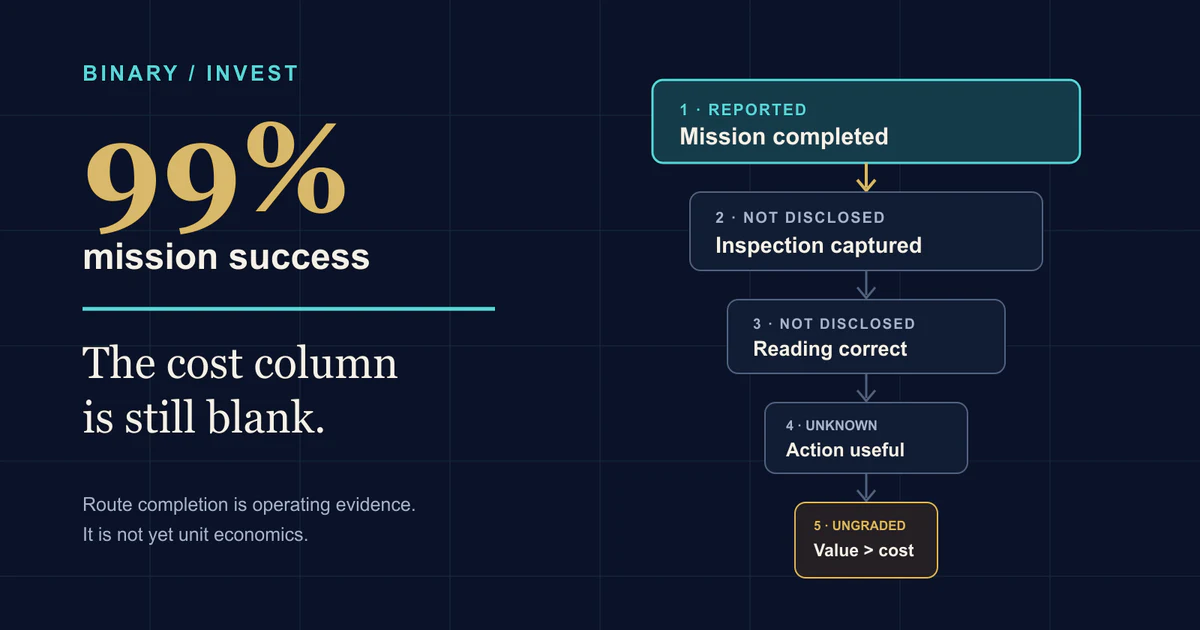 BINARY / INVEST
99%
mission success
The cost column
is still blank.
Route completion is operating evidence.
It is not yet unit economics.
1 · REPORTED
Mission completed
2 · NOT DISCLOSED
Inspection captured
3 · NOT DISCLOSED
Reading correct
4 · UNKNOWN
Action useful
5 · UNGRADED
Value > cost